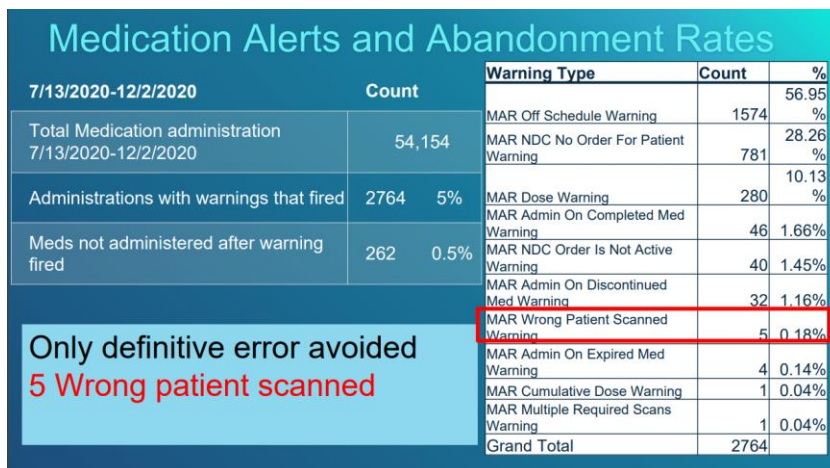 Medication Alerts and Abandonment Rates
7/13/2020-12/2/2020 Count
Total Medication administration
7/13/2020-12/2/2020
54,154
Administrations with warnings that fired 2764 5%
Meds not administered after warning
fired
262 0.5%
Only definitive error avoided
5 Wrong patient scanned
Warning Type Count %
MAR Off Schedule Warning 1574 56.95
%
MAR NDC No Order For Patient
Warning 781 28.26
%
MAR Dose Warning 280 10.13
%
MAR Admin On Completed Med
Warning 46 1.66%
MAR NDC Order Is Not Active
Warning 40 1.45%
MAR Admin On Discontinued
Med Warning 32 1.16%
MAR Wrong Patient Scanned
Warning 5 0.18%
MAR Admin On Expired Med
Warning 4 0.14%
MAR Cumulative Dose Warning 1 0.04%
MAR Multiple Required Scans
Warning 1 0.04%
Grand Total 2764